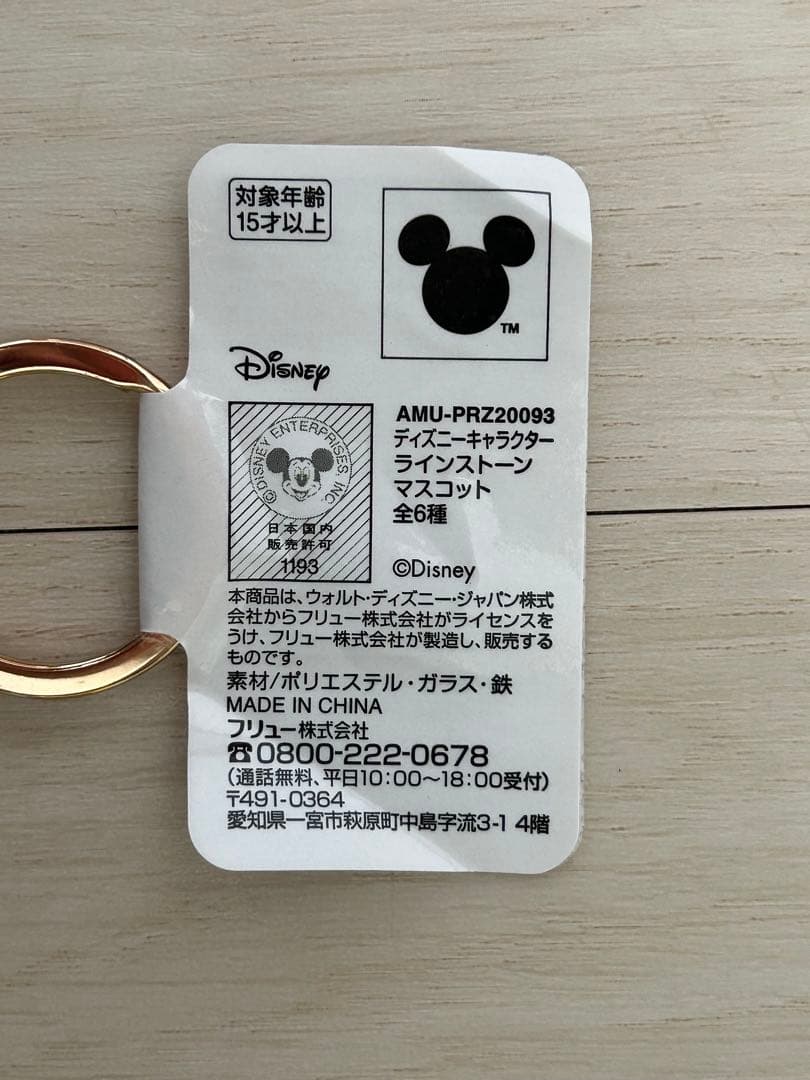 対象年齢
15才以上
TM
Disney
©DISNEY ENTERPRISES, INC.
日本国内
販売許可
1193
AMU-PRZ20093
ディズニーキャラクター
ラインストーン
マスコット
全6種
©Disney
本商品は、ウォルト・ディズニー・ジャパン株式
会社からフリュー株式会社がライセンスを
うけ、フリュー株式会社が製造し、販売する
ものです。
素材/ポリエステル・ガラス・鉄
MADE IN CHINA
フリュー株式会社
☎0800-222-0678
(通話無料、平日10:00〜18:00受付)
〒491-0364
愛知県一宮市萩原町中島字流3-1 4階